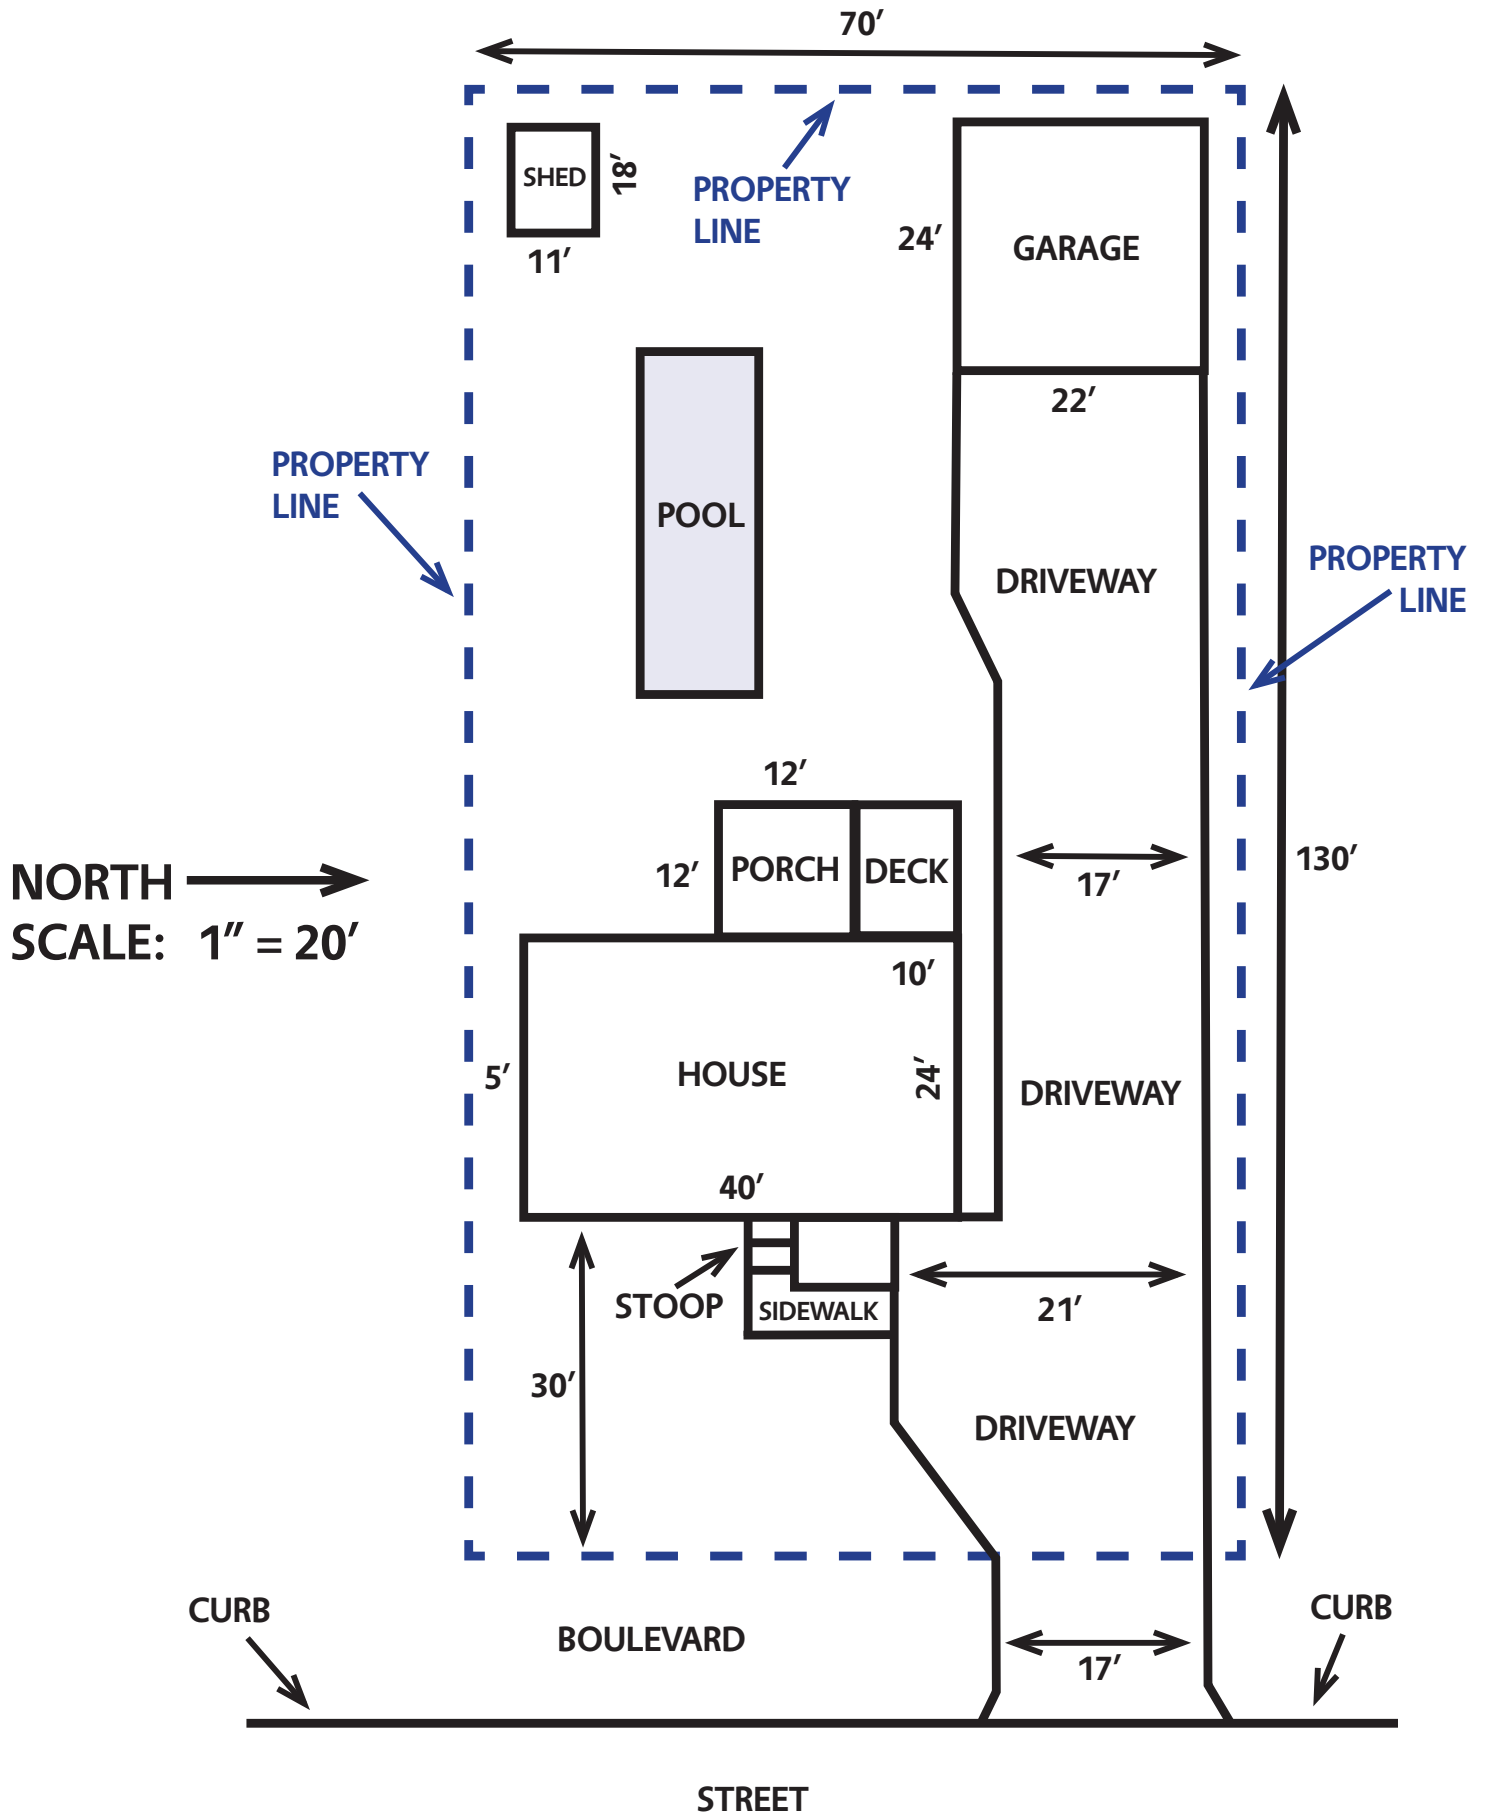 70′
PROPERTY
LINE
SHED
18′
11′
24′
GARAGE
22′
PROPERTY
LINE
POOL
DRIVEWAY
PROPERTY
LINE
12′
12′
PORCH
DECK
17′
130′
NORTH
SCALE: 1″ = 20′
10′
5′
HOUSE
24′
DRIVEWAY
40′
STOOP
SIDEWALK
21′
30′
DRIVEWAY
CURB
BOULEVARD
17′
CURB
STREET